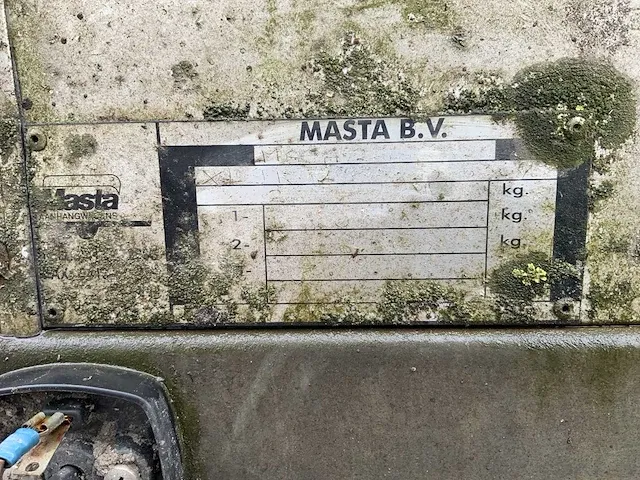 MASTA B.V.
Masta
AANHANGWAGENS
kg.
1- kg.
2- kg.
-